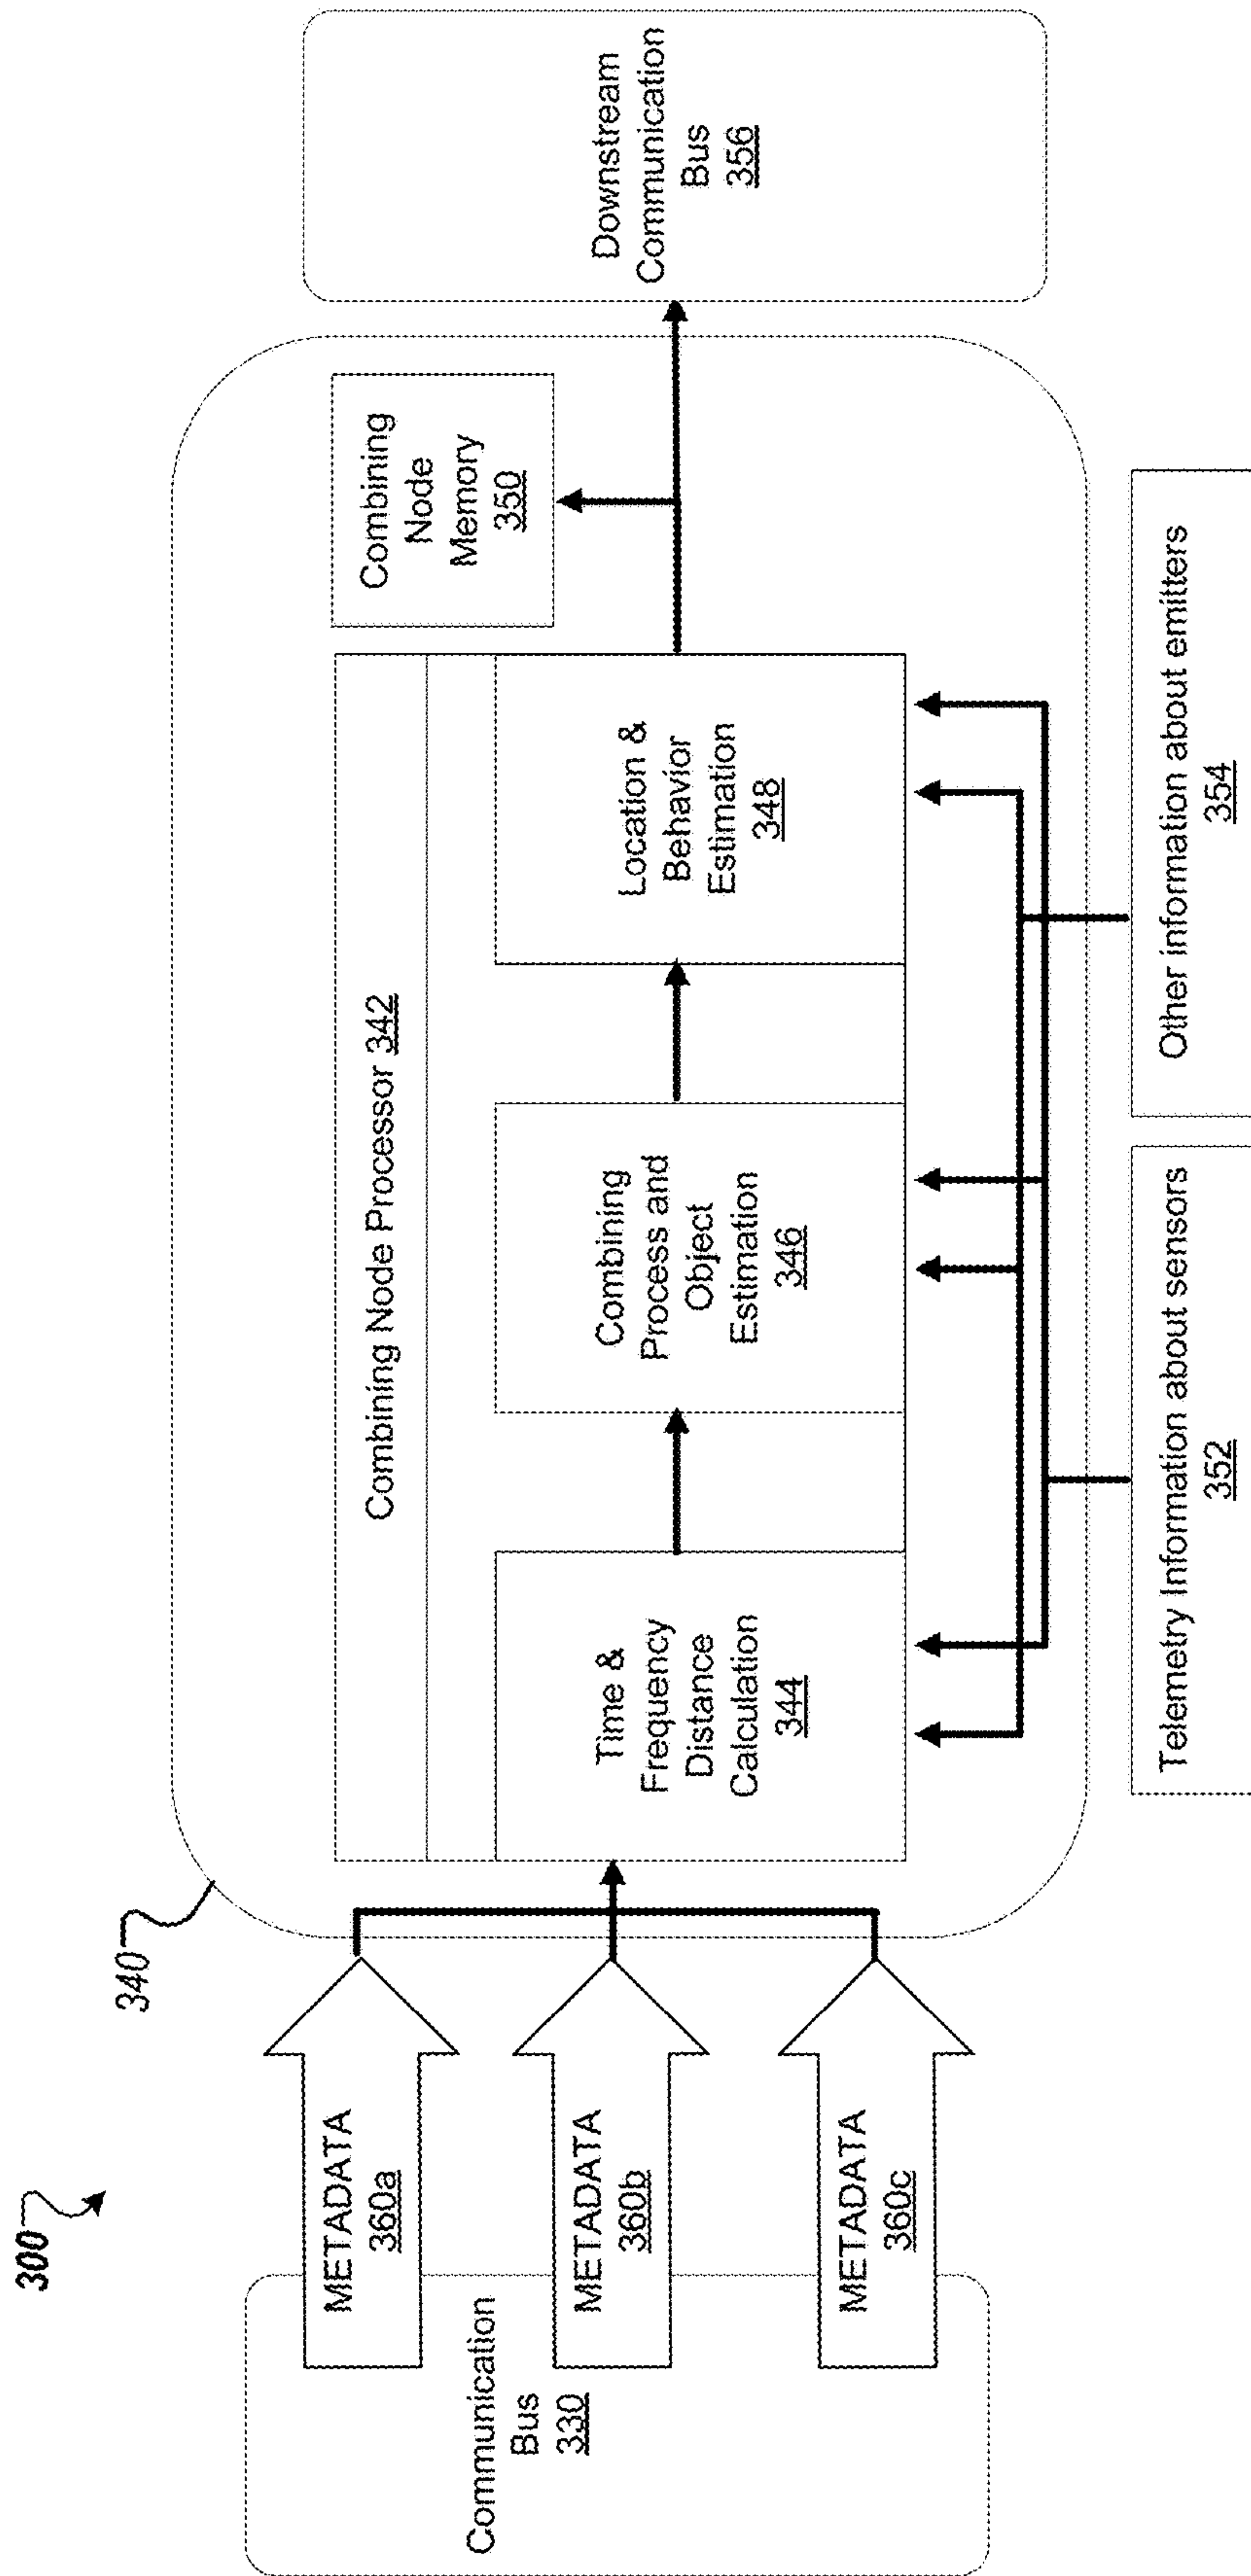 300
340
Communication
Bus
330
METADATA
360a
METADATA
360b
METADATA
360c
Combining Node Processor 342
Time &
Frequency
Distance
Calculation
344
Combining
Process and
Object
Estimation
346
Location &
Behavior
Estimation
348
Combining
Node
Memory
350
Downstream
Communication
Bus
356
Telemetry Information about sensors
352
Other information about emitters
354